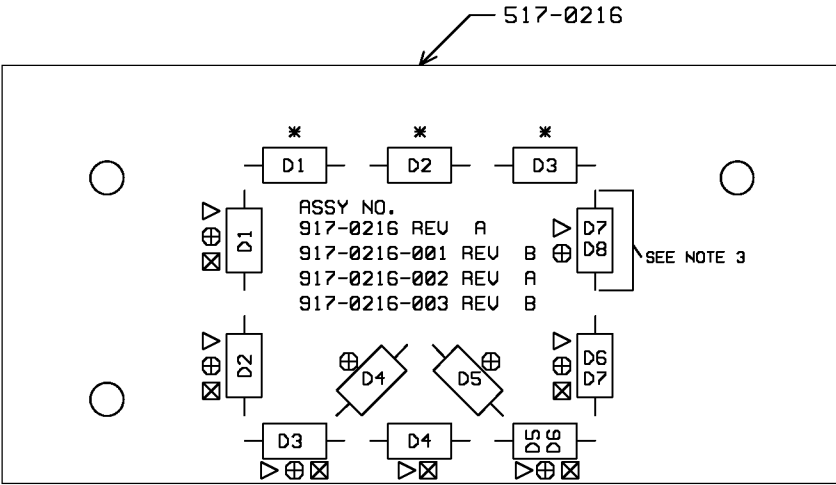 517-0216
* * *
D1 D2 D3
ASSY NO.
917-0216 REV A
917-0216-001 REV B
917-0216-002 REV A
917-0216-003 REV B
D1
D7
D8
SEE NOTE 3
D2
D4
D5
D6
D7
D3
D4
D5
D6